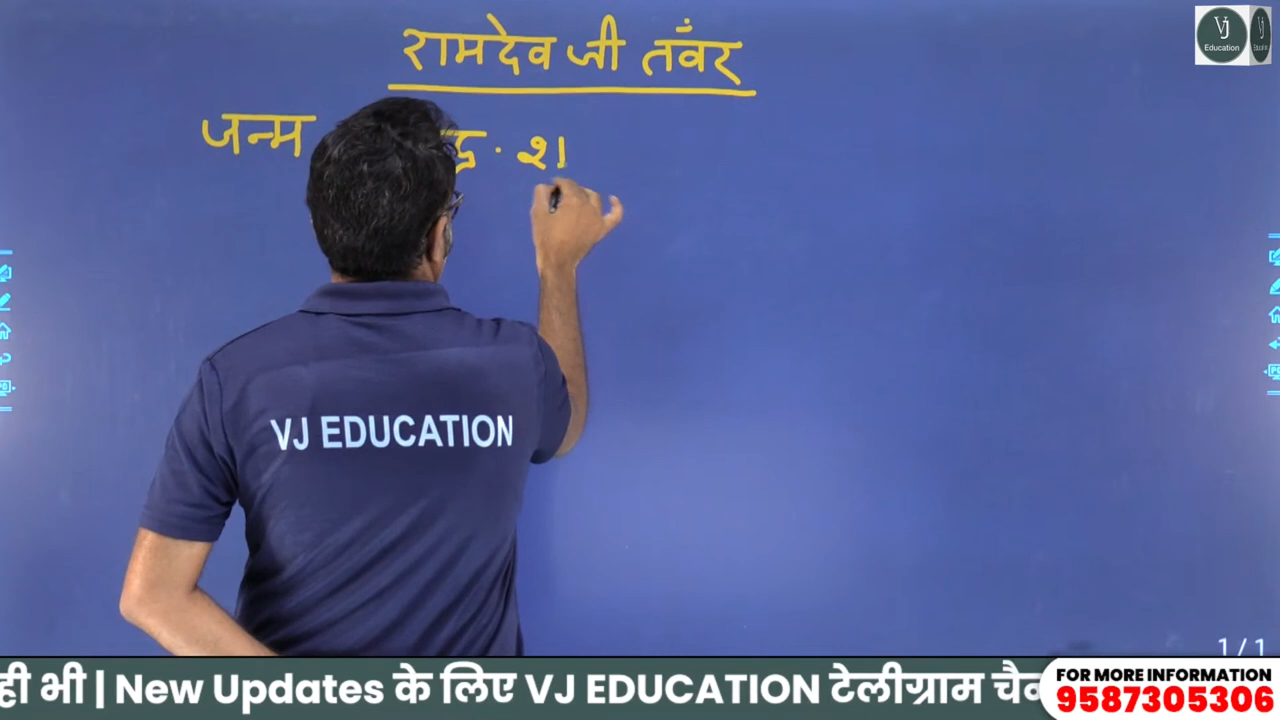 रामदेव जी तँवर
Vj
Education
जन्म
VJ EDUCATION
1/1
ही भी | New Updates के लिए VJ EDUCATION टेलीग्राम
FOR MORE INFORMATION
9587305306